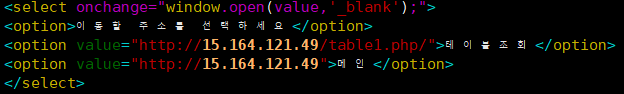 <select onchange="window.open(value,'_blank');">
<option>이동할 주소를 선택하세요</option>
<option value="http://15.164.121.49/table1.php/">테이블조회</option>
<option value="http://15.164.121.49">메인</option>
</select>